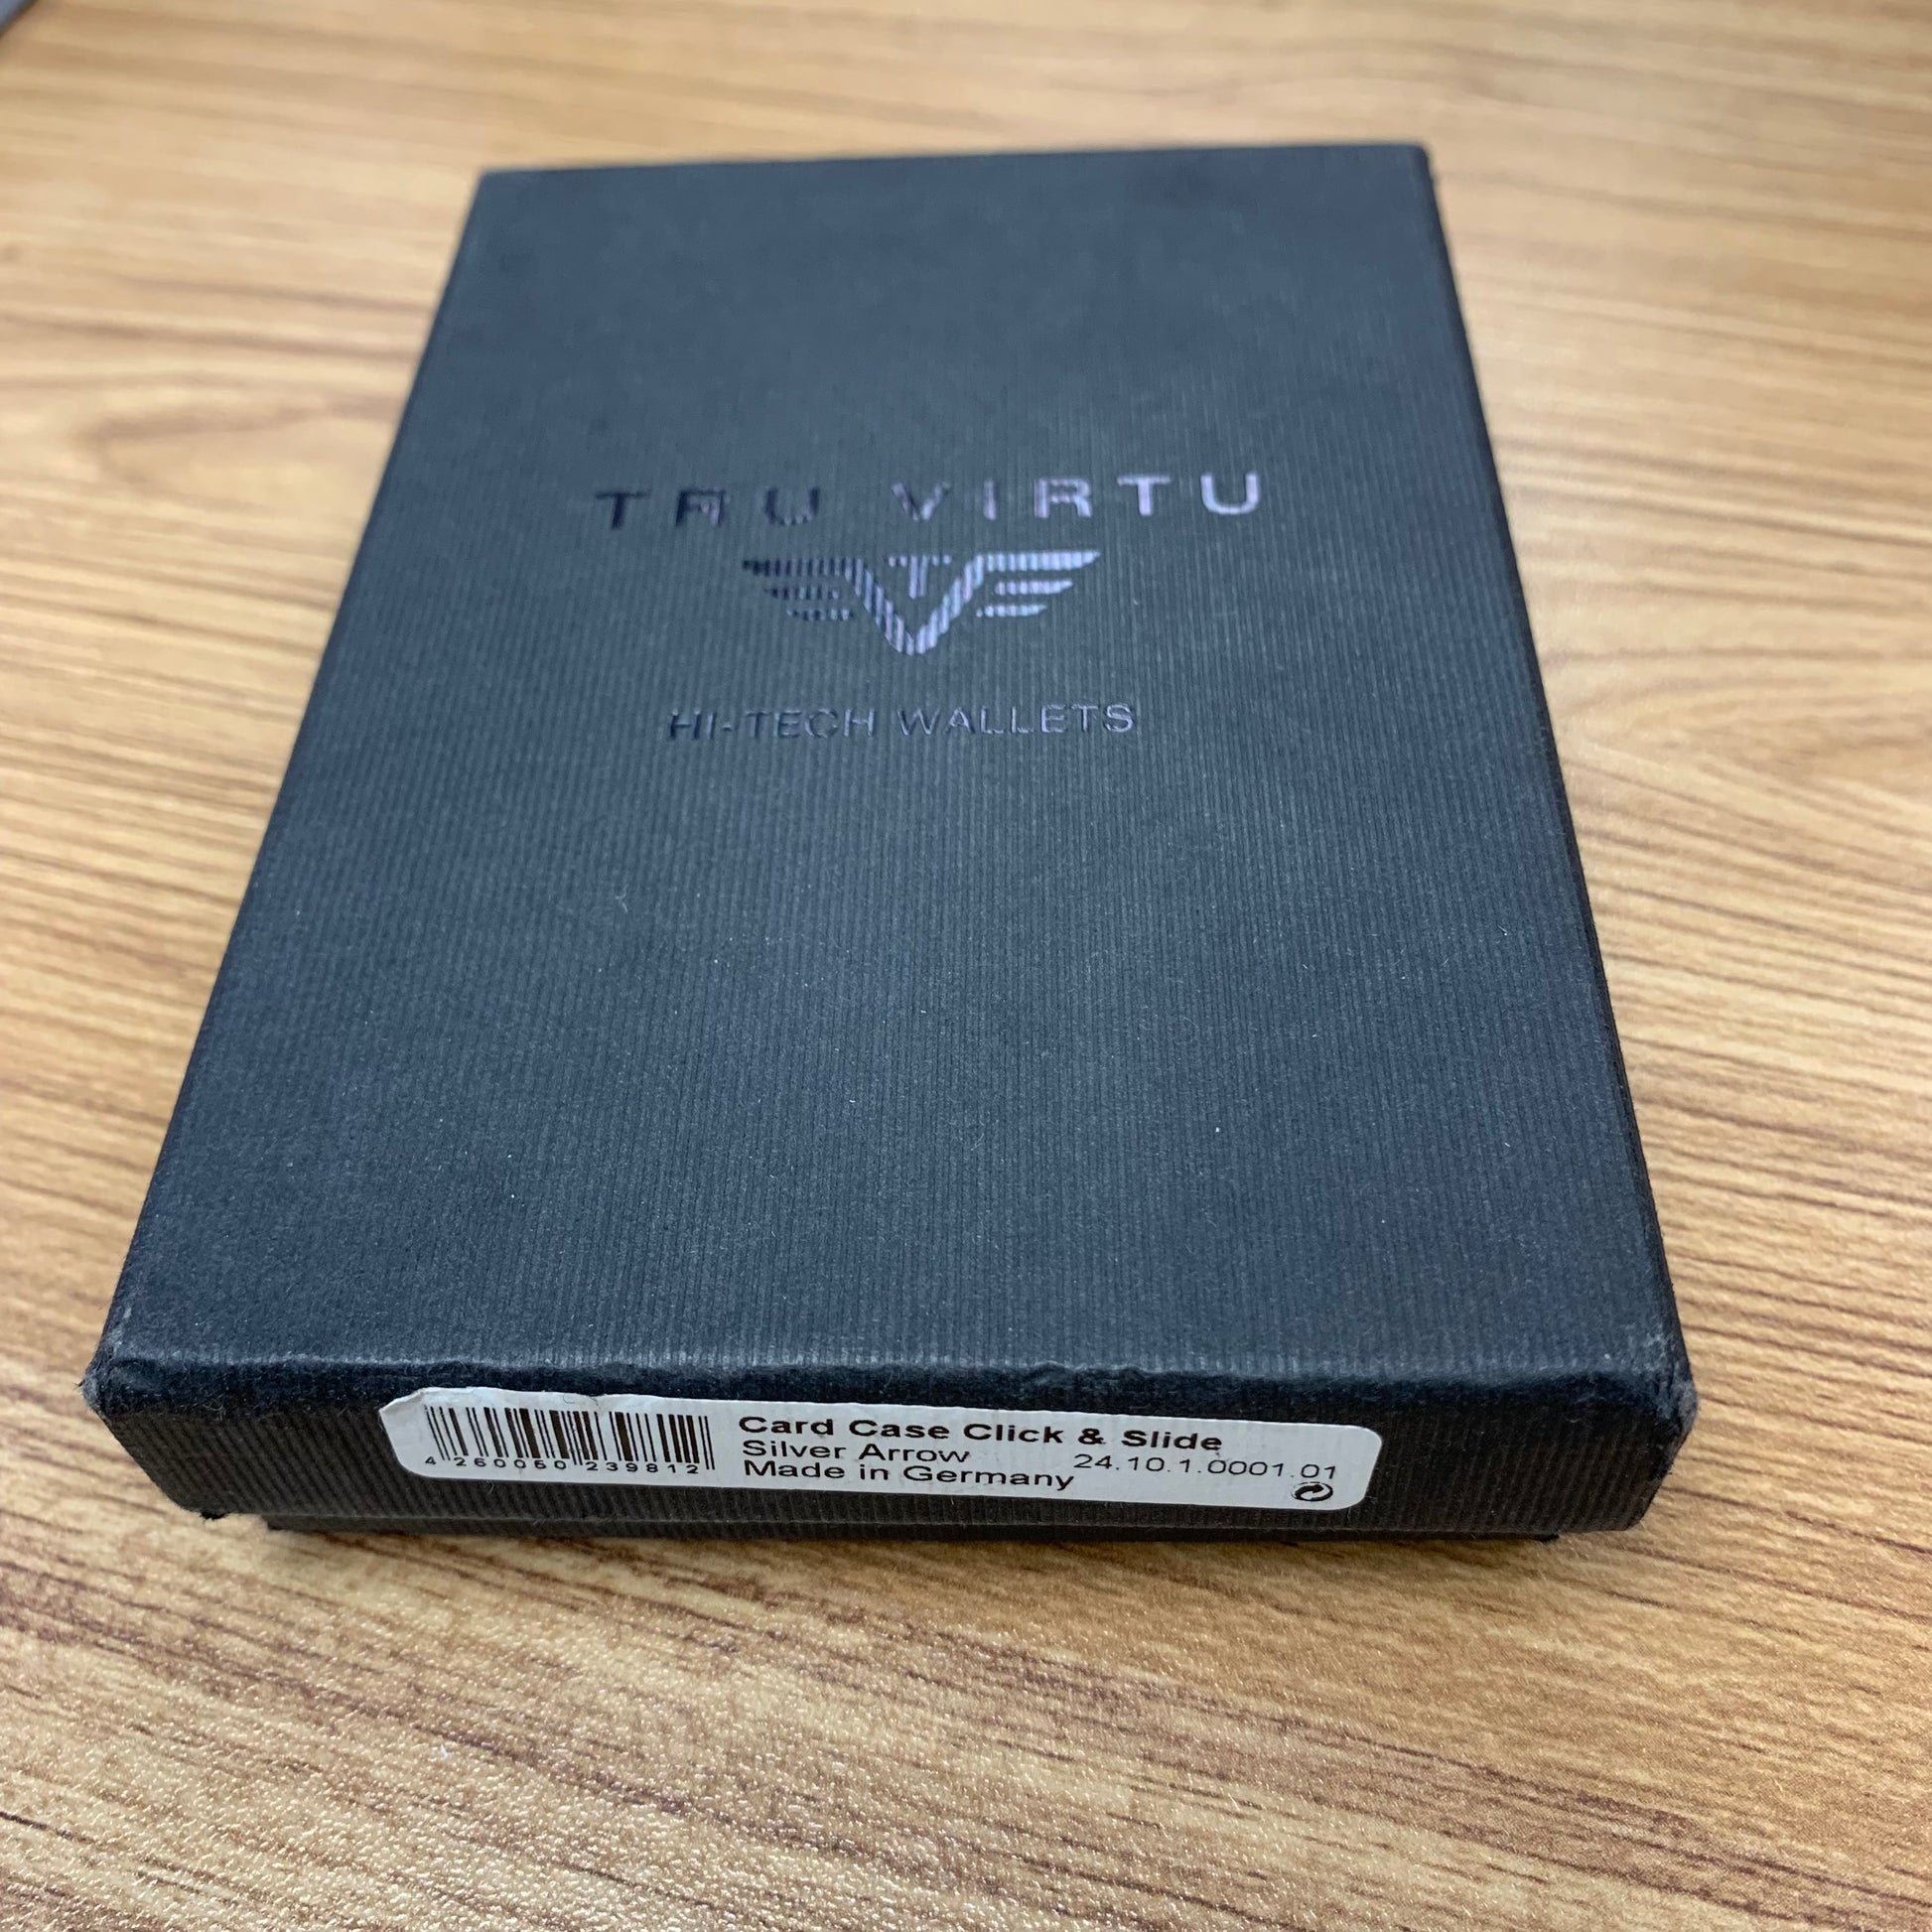 TRU VIRTU
HI-TECH WALLETS
Card Case Click & Slide
Silver Arrow 24.10.1.0001.01
Made in Germany
4 260050 239812